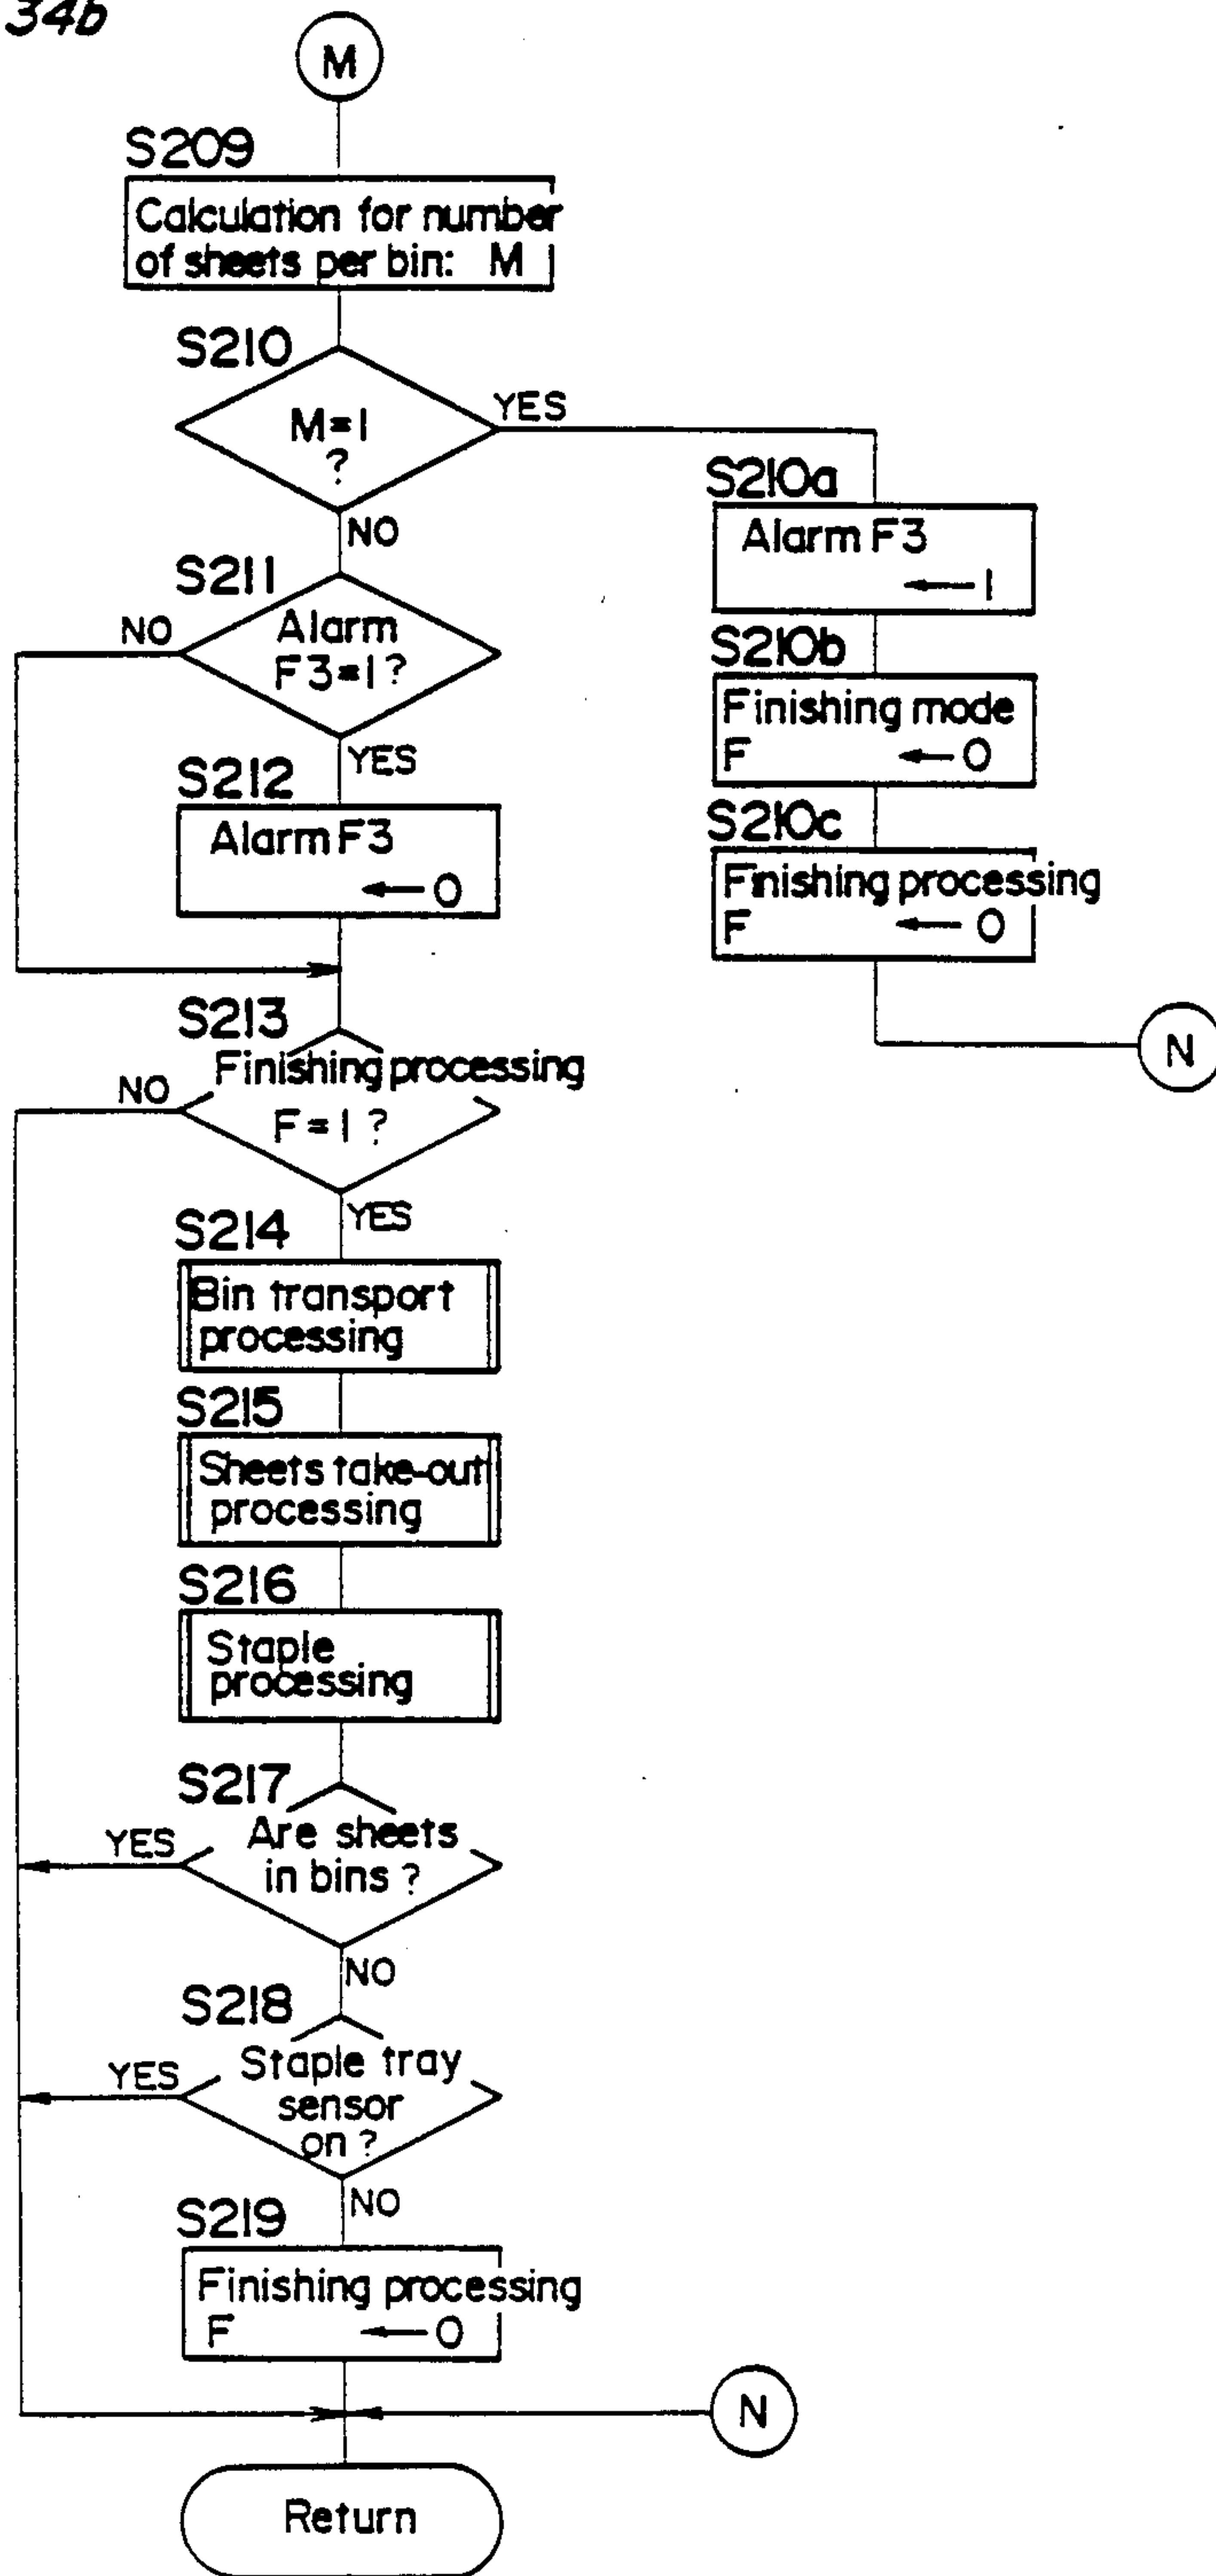 34b
M
S209
Calculation for number
of sheets per bin: M
S210
M=1
?
YES
NO
S210a
Alarm F3
←1
S210b
Finishing mode
F ←0
S210c
Finishing processing
F ←0
N
S211
Alarm
F3=1?
NO
YES
S212
Alarm F3
←0
S213
Finishing processing
F=1?
NO
YES
S214
Bin transport
processing
S215
Sheets take-out
processing
S216
Staple
processing
S217
Are sheets
in bins?
YES
NO
S218
Staple tray
sensor
on?
YES
NO
S219
Finishing processing
F ←0
N
Return